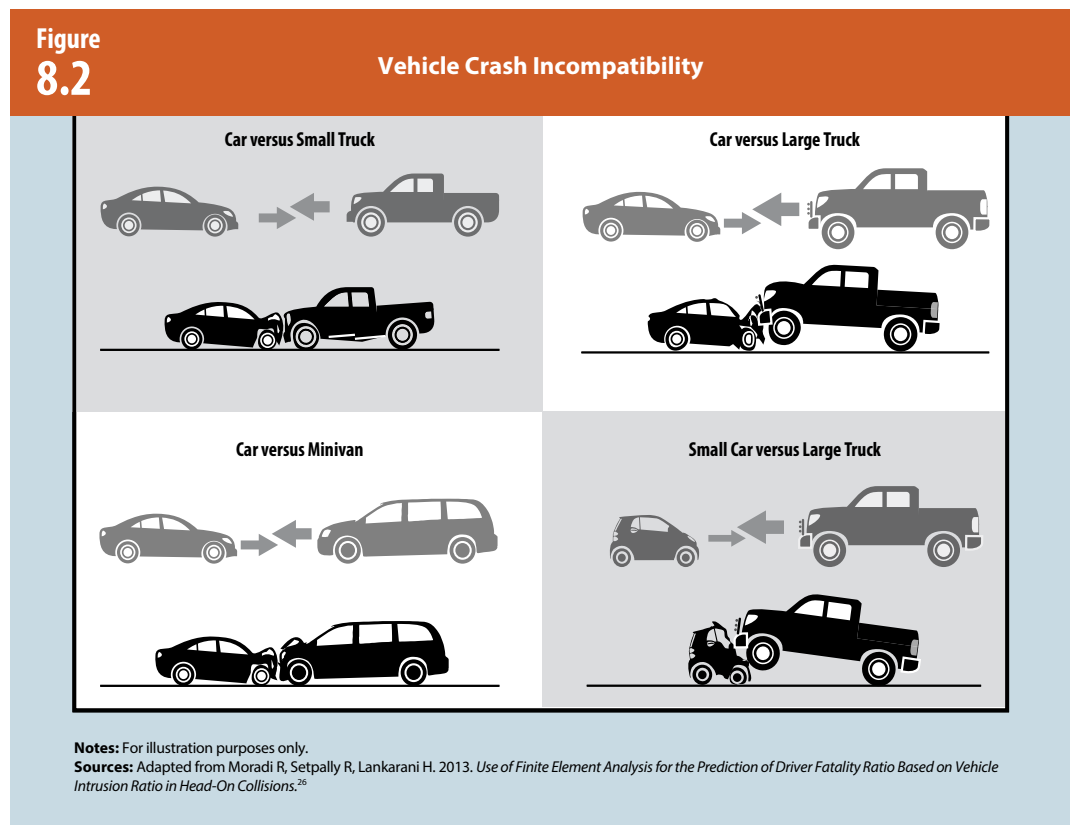 Figure
8.2
Vehicle Crash Incompatibility
Car versus Small Truck
Car versus Large Truck
Car versus Minivan
Small Car versus Large Truck
Notes: For illustration purposes only.
Sources: Adapted from Moradi R, Setpally R, Lankarani H. 2013. Use of Finite Element Analysis for the Prediction of Driver Fatality Ratio Based on Vehicle
Intrusion Ratio in Head-On Collisions.26